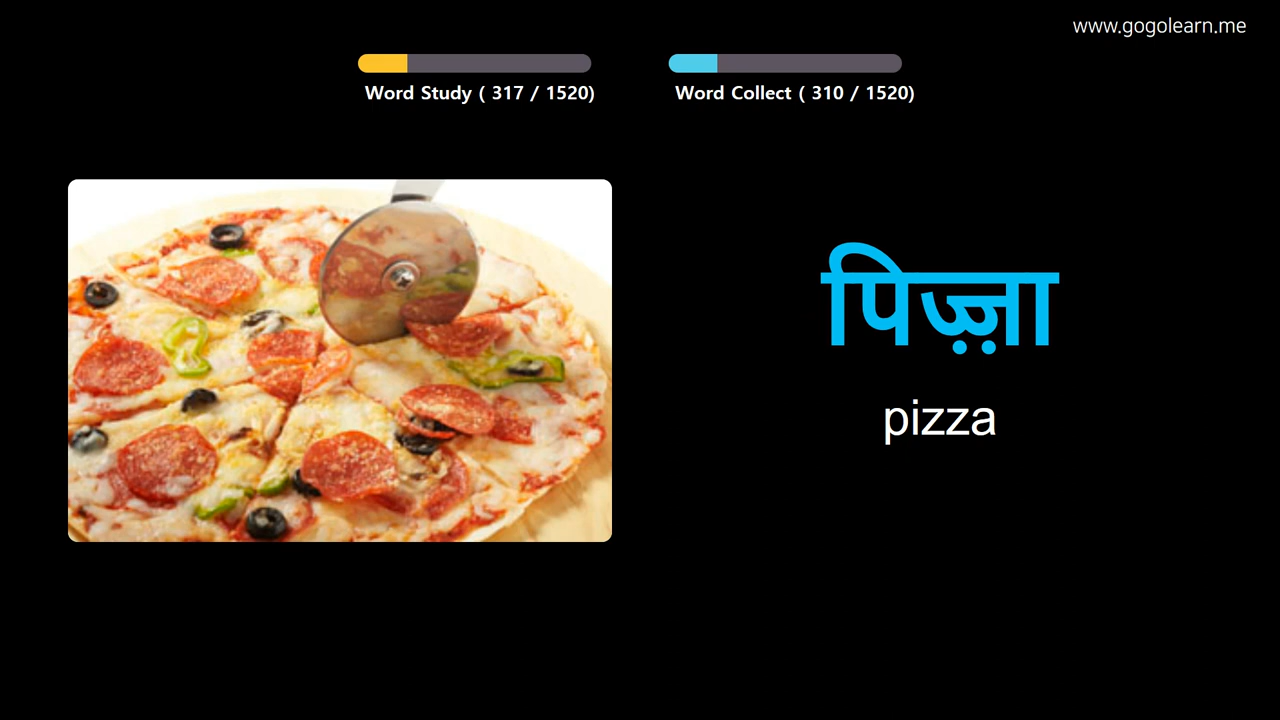 www.gogolearn.me
Word Study ( 317 / 1520)
Word Collect ( 310 / 1520)
पिज़्ज़ा
pizza